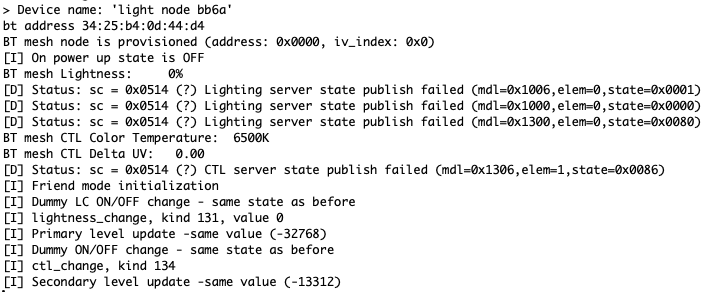 > Device name: 'light node bb6a'
bt address 34:25:b4:0d:44:d4
BT mesh node is provisioned (address: 0x0000, iv_index: 0x0)
[I] On power up state is OFF
BT mesh Lightness:     0%
[D] Status: sc = 0x0514 (?) Lighting server state publish failed (mdl=0x1006,elem=0,state=0x0001)
[D] Status: sc = 0x0514 (?) Lighting server state publish failed (mdl=0x1000,elem=0,state=0x0000)
[D] Status: sc = 0x0514 (?) Lighting server state publish failed (mdl=0x1300,elem=0,state=0x0080)
BT mesh CTL Color Temperature:  6500K
BT mesh CTL Delta UV:   0.00
[D] Status: sc = 0x0514 (?) CTL server state publish failed (mdl=0x1306,elem=1,state=0x0086)
[I] Friend mode initialization
[I] Dummy LC ON/OFF change - same state as before
[I] lightness_change, kind 131, value 0
[I] Primary level update -same value (-32768)
[I] Dummy ON/OFF change - same state as before
[I] ctl_change, kind 134
[I] Secondary level update -same value (-13312)